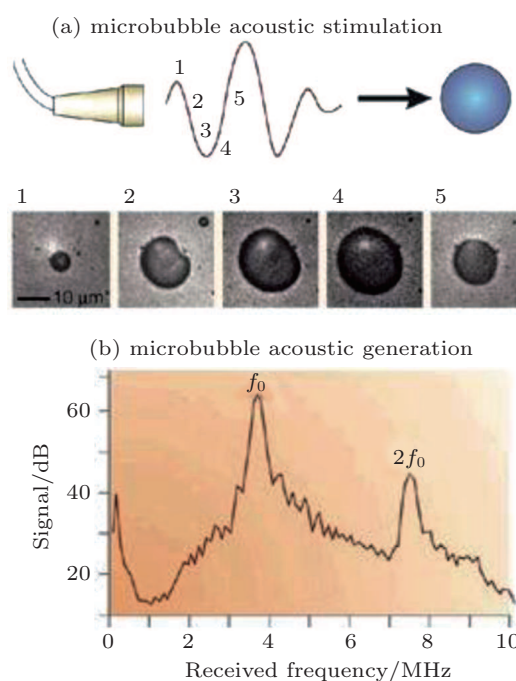 (a) microbubble acoustic stimulation
1
2
3
4
5
1 2 3 4 5
10 μm
(b) microbubble acoustic generation
f0
2f0
60
40
20
Signal/dB
0 2 4 6 8 10
Received frequency/MHz